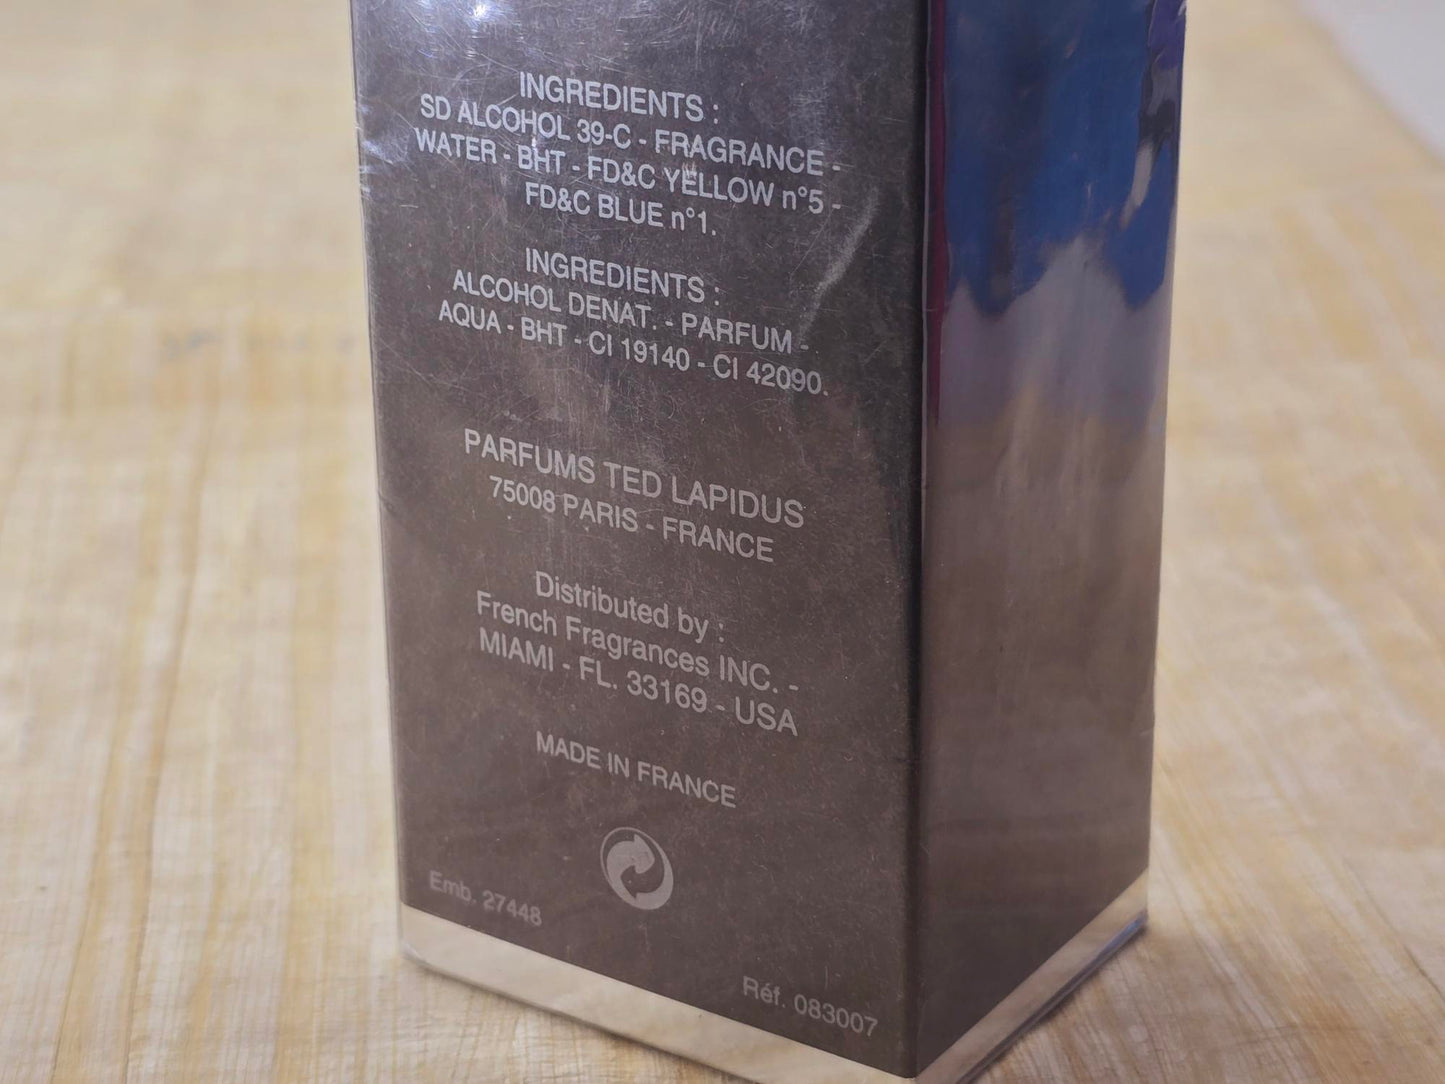 INGREDIENTS :
SD ALCOHOL 39-C - FRAGRANCE -
WATER - BHT - FD&C YELLOW n°5 -
FD&C BLUE n°1.
INGREDIENTS :
ALCOHOL DENAT. - PARFUM -
AQUA - BHT - CI 19140 - CI 42090.
PARFUMS TED LAPIDUS
75008 PARIS - FRANCE
Distributed by :
French Fragrances INC. -
MIAMI - FL. 33169 - USA
MADE IN FRANCE
Emb. 27448
Réf. 083007